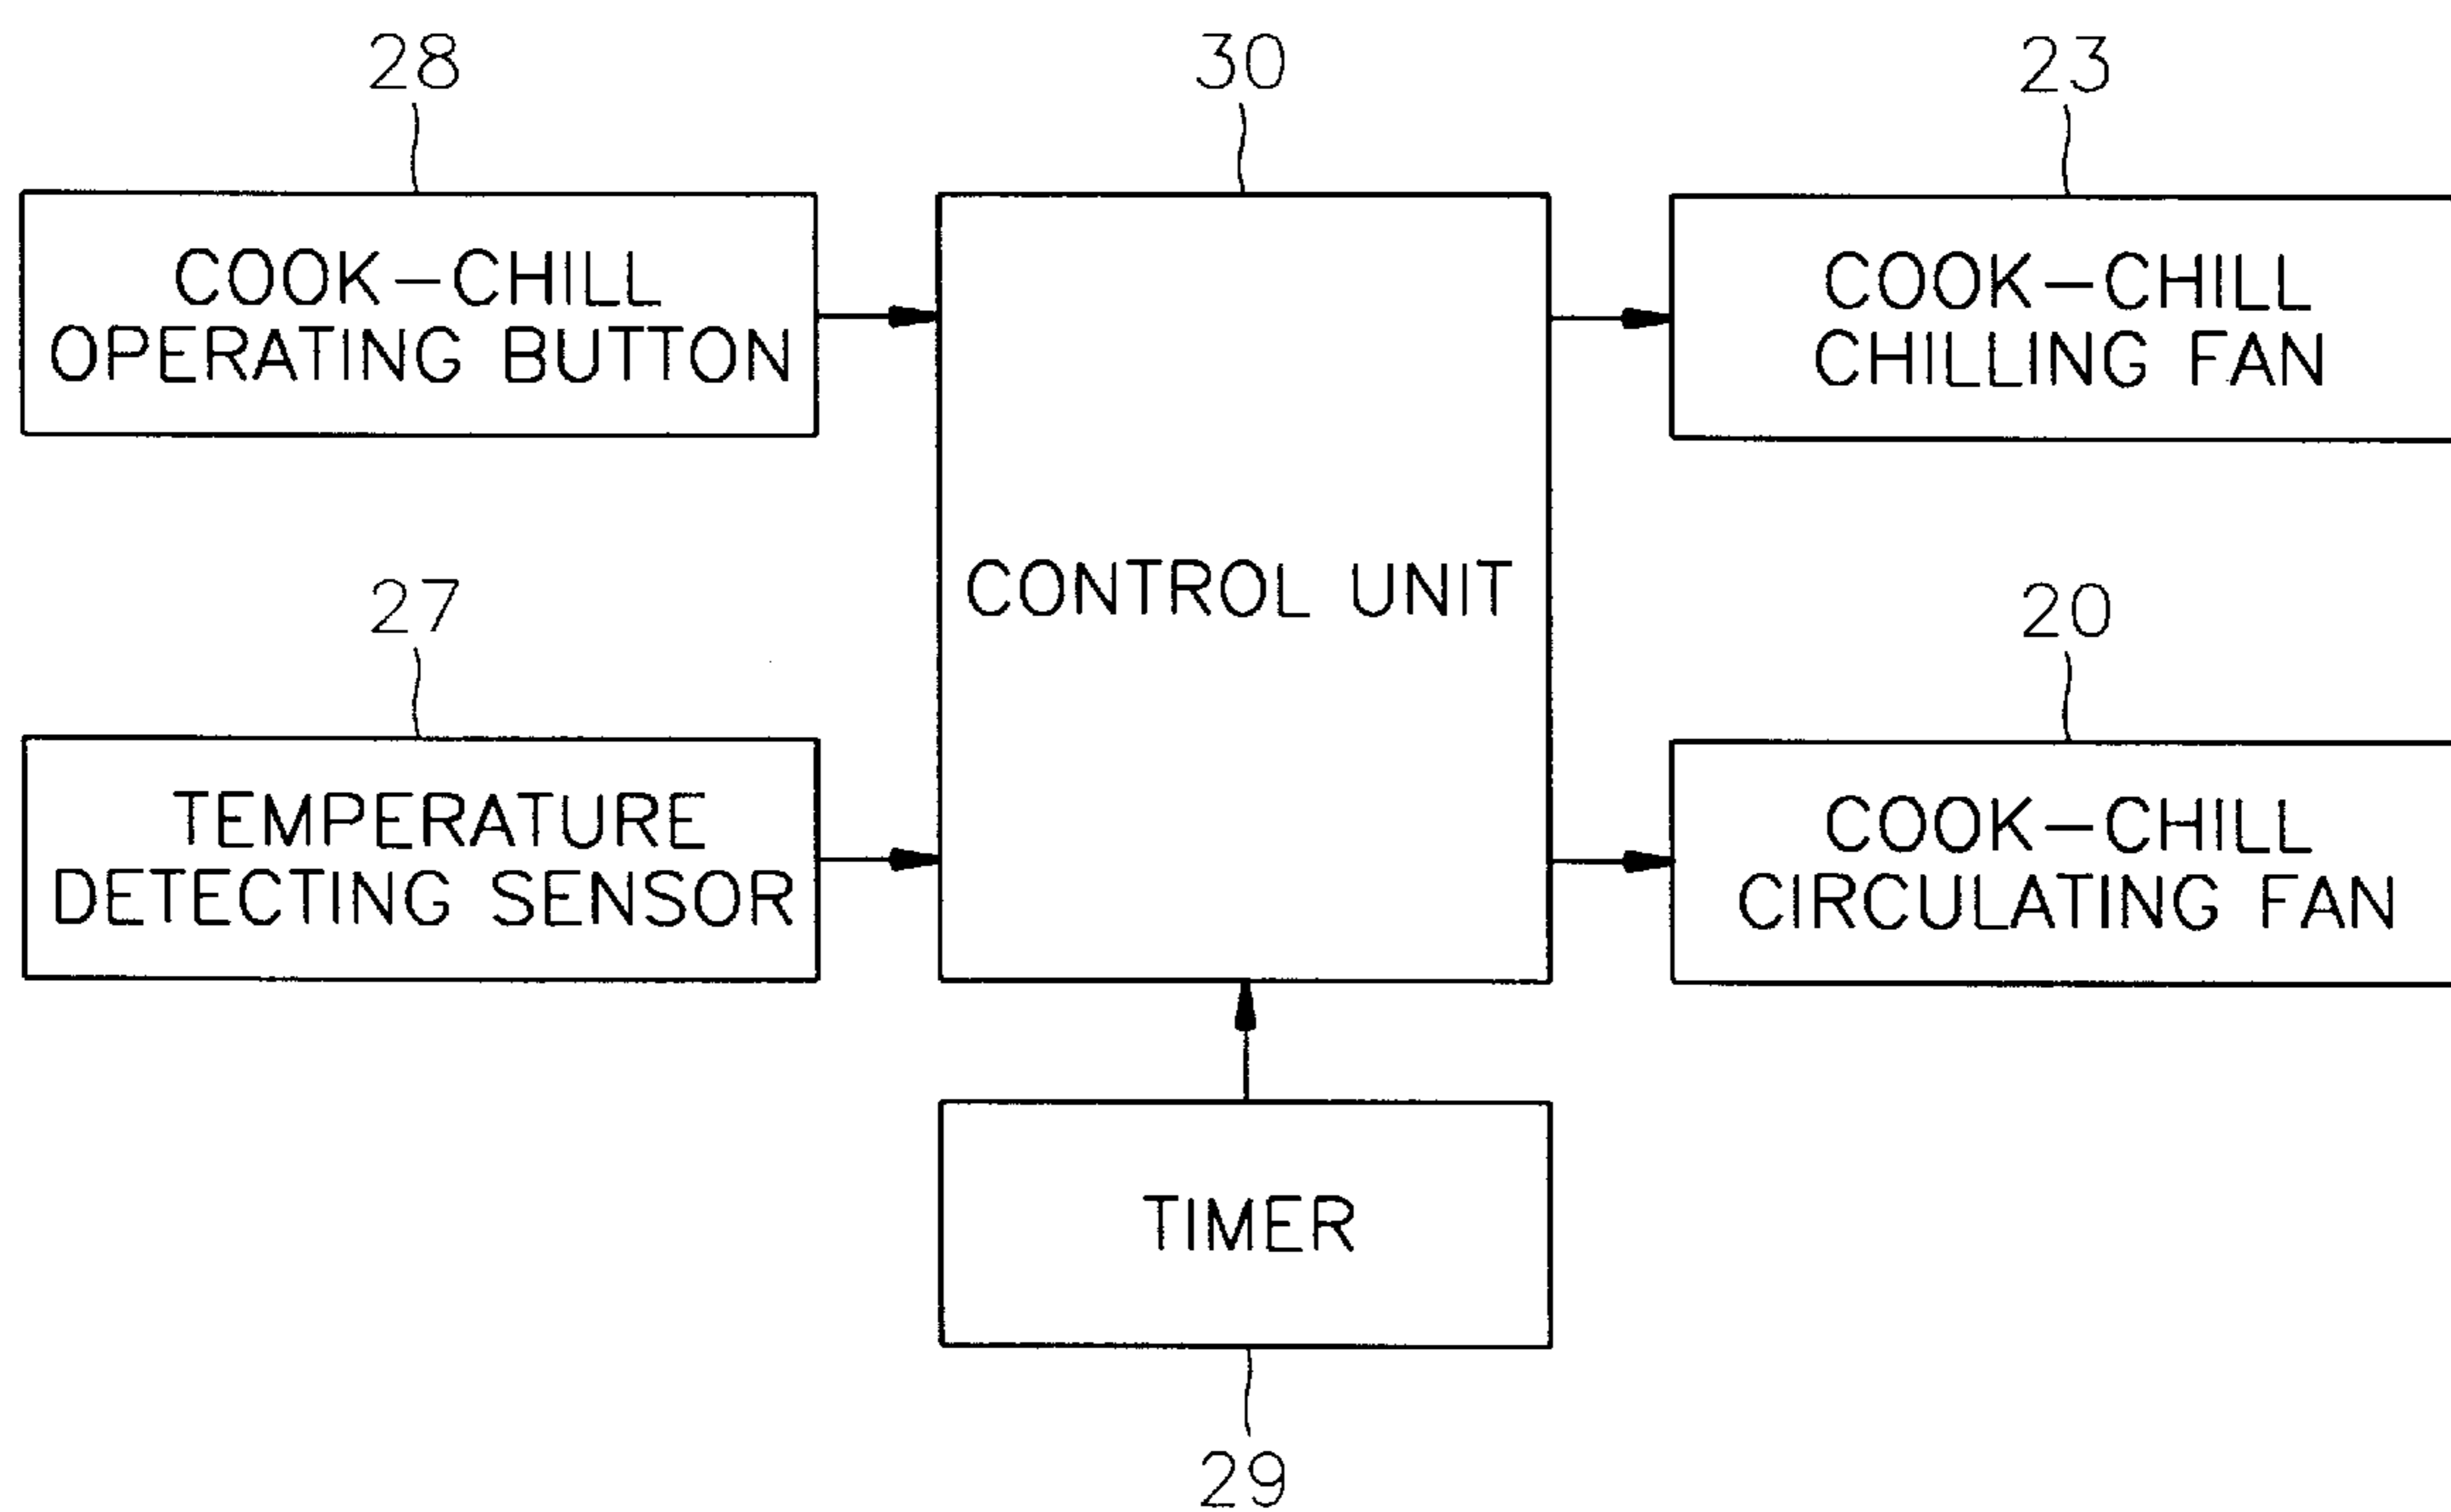 28
COOK-CHILL
OPERATING BUTTON
30
CONTROL UNIT
23
COOK-CHILL
CHILLING FAN
27
TEMPERATURE
DETECTING SENSOR
20
COOK-CHILL
CIRCULATING FAN
TIMER
29